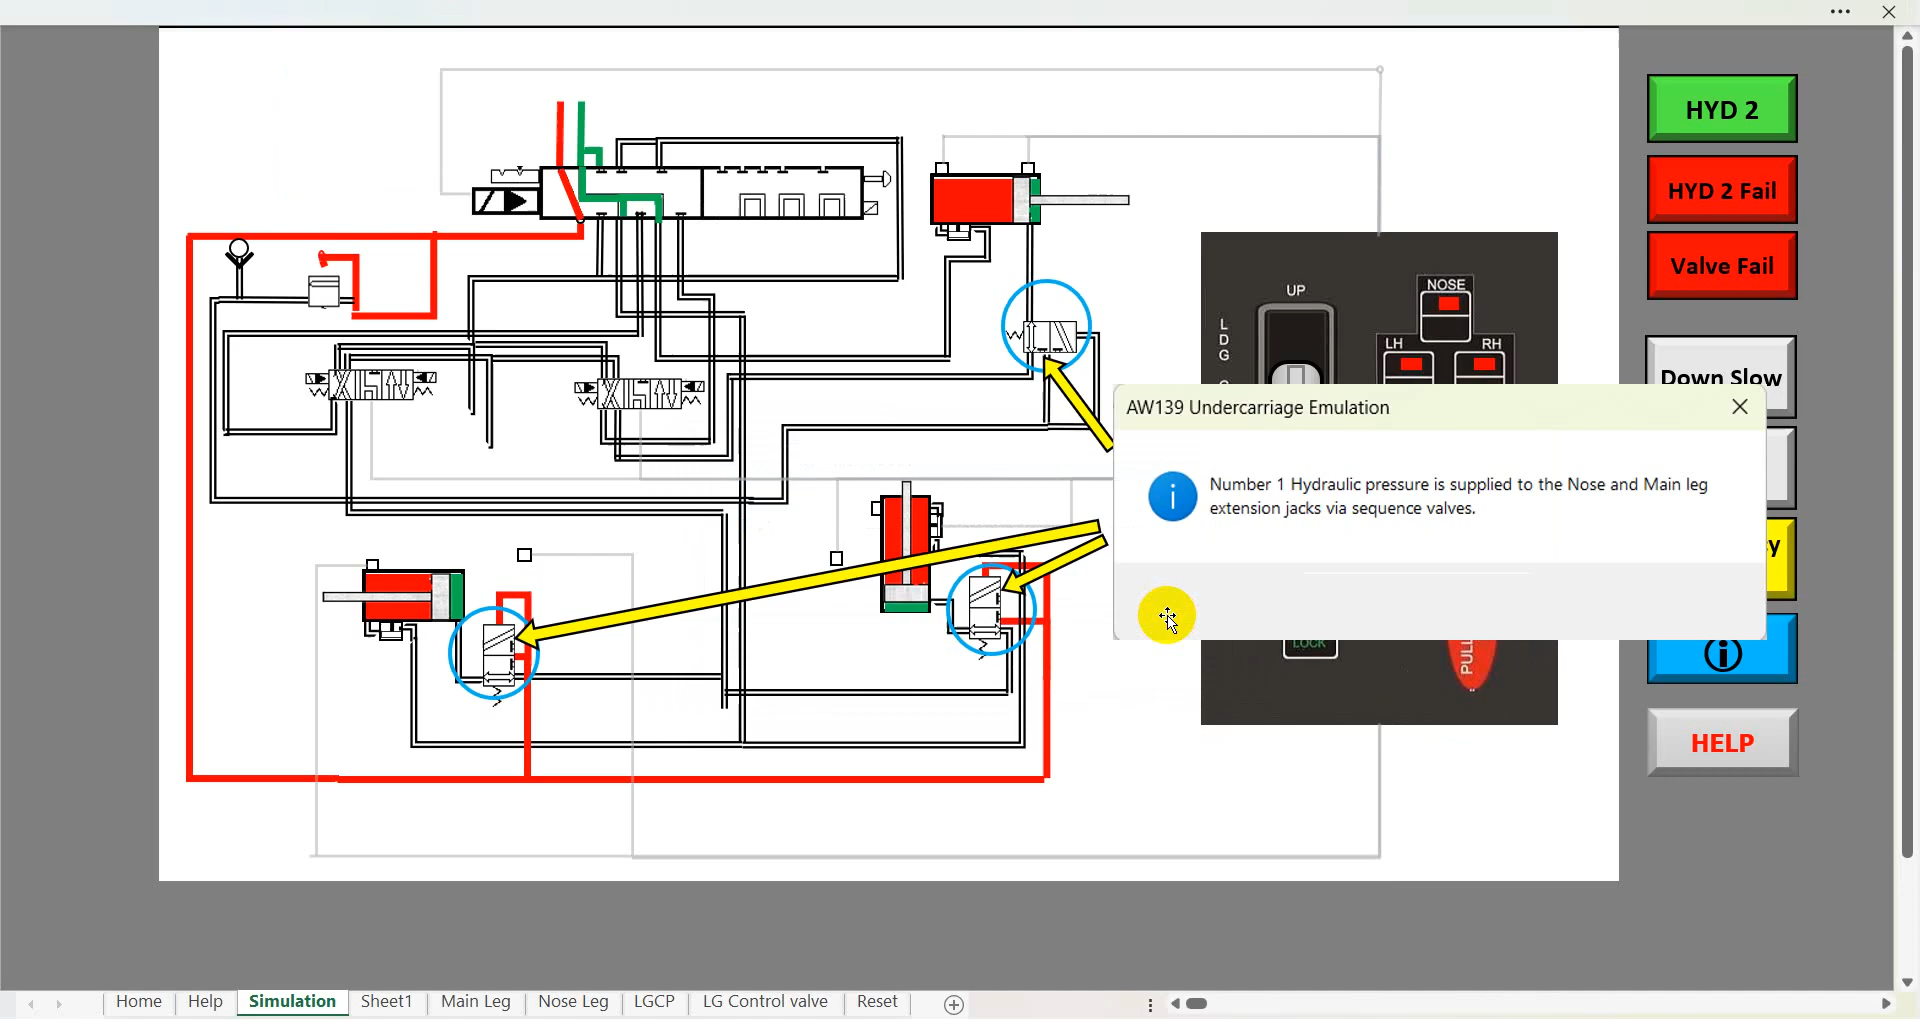 HYD 2
HYD 2 Fail
Valve Fail
UP
NOSE
L
D
G
LH
RH
Down Slow
AW139 Undercarriage Emulation
Number 1 Hydraulic pressure is supplied to the Nose and Main leg
extension jacks via sequence valves.
y
LOCK
PULL
HELP
Home
Help
Simulation
Sheet1
Main Leg
Nose Leg
LGCP
LG Control valve
Reset